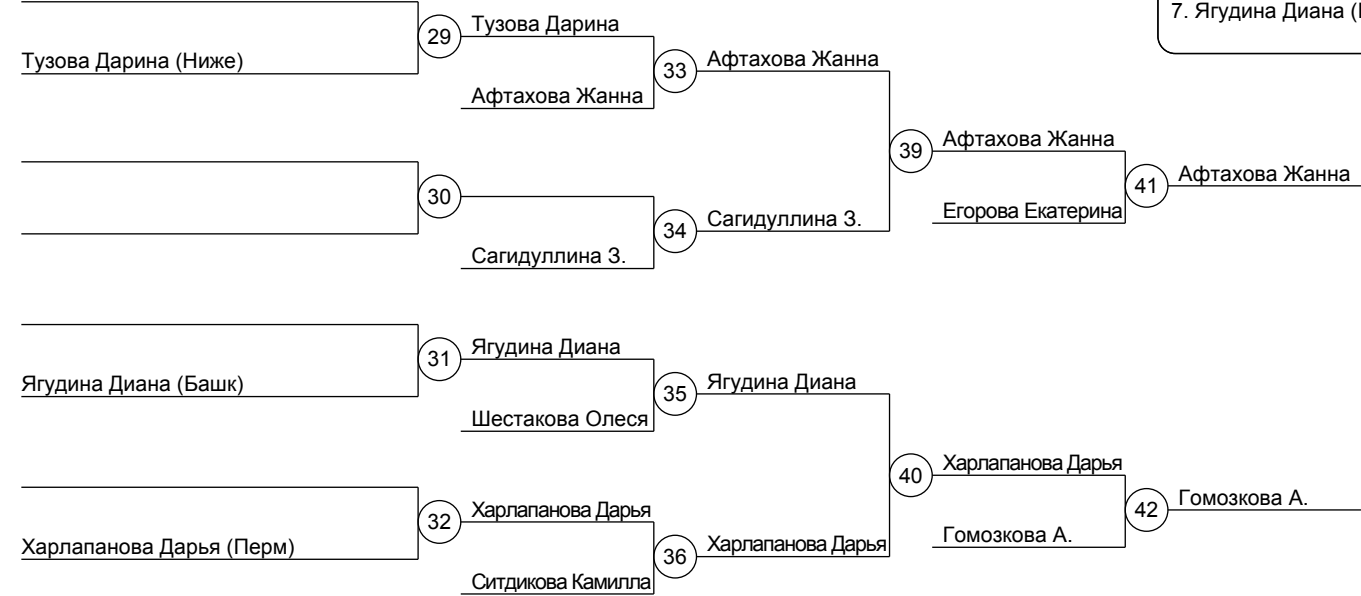 7. Ягудина Диана (
29
Тузова Дарина
Тузова Дарина (Ниже)
33
Афтахова Жанна
Афтахова Жанна
39
Афтахова Жанна
30
41
Афтахова Жанна
34
Сагидуллина З.
Егорова Екатерина
Сагидуллина З.
31
Ягудина Диана
Ягудина Диана (Башк)
35
Ягудина Диана
Шестакова Олеся
40
Харлапанова Дарья
32
Харлапанова Дарья
42
Гомозкова А.
Харлапанова Дарья (Перм)
36
Харлапанова Дарья
Гомозкова А.
Ситдикова Камилла